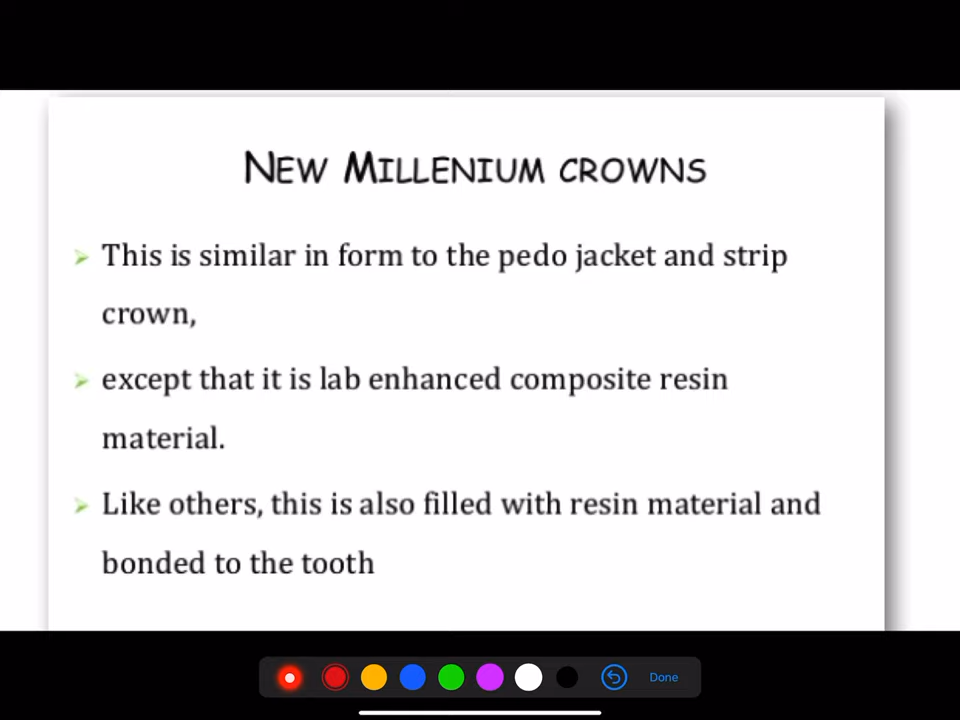 NEW MILLENIUM CROWNS
This is similar in form to the pedo jacket and strip
crown,
except that it is lab enhanced composite resin
material.
Like others, this is also filled with resin material and
bonded to the tooth
Done